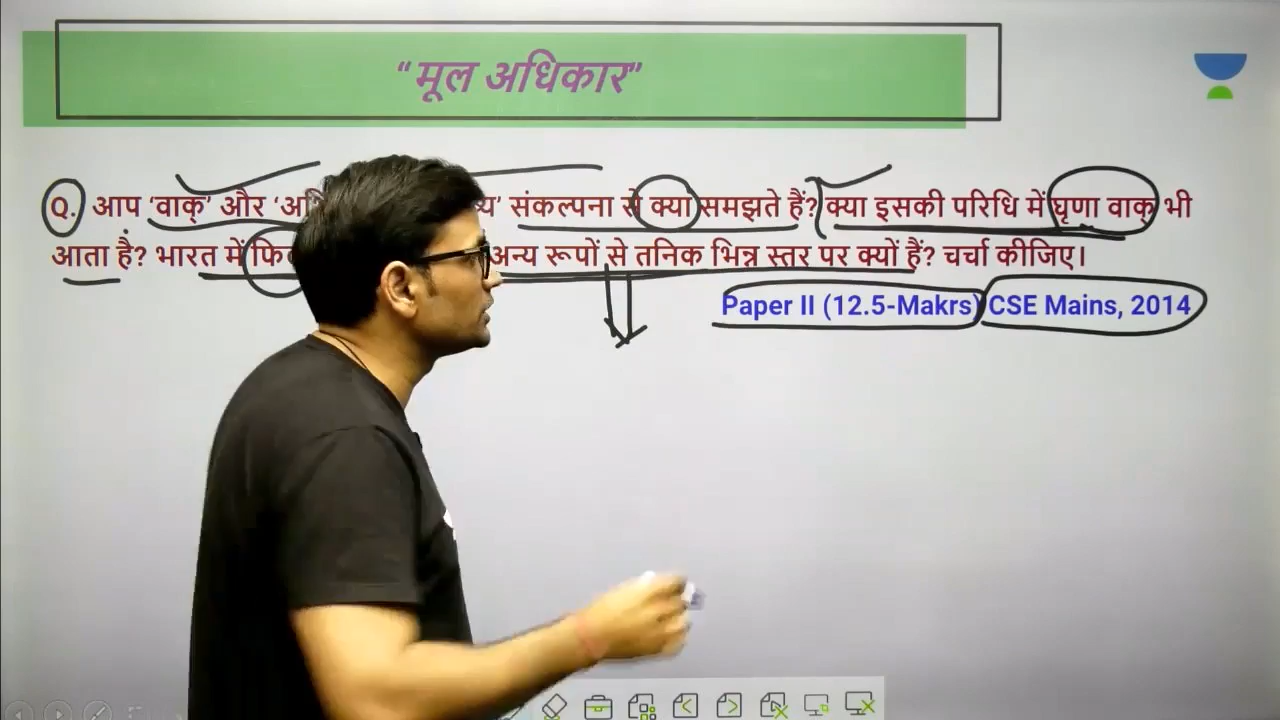 “मूल अधिकार”
Q. आप ‘वाक्’ और संकल्पना से क्या समझते हैं? क्या इसकी परिधि में घृणा वाक् भी
आता है? भारत में अन्य रूपों से तनिक भिन्न स्तर पर क्यों हैं? चर्चा कीजिए।
Paper II (12.5-Makrs) CSE Mains, 2014